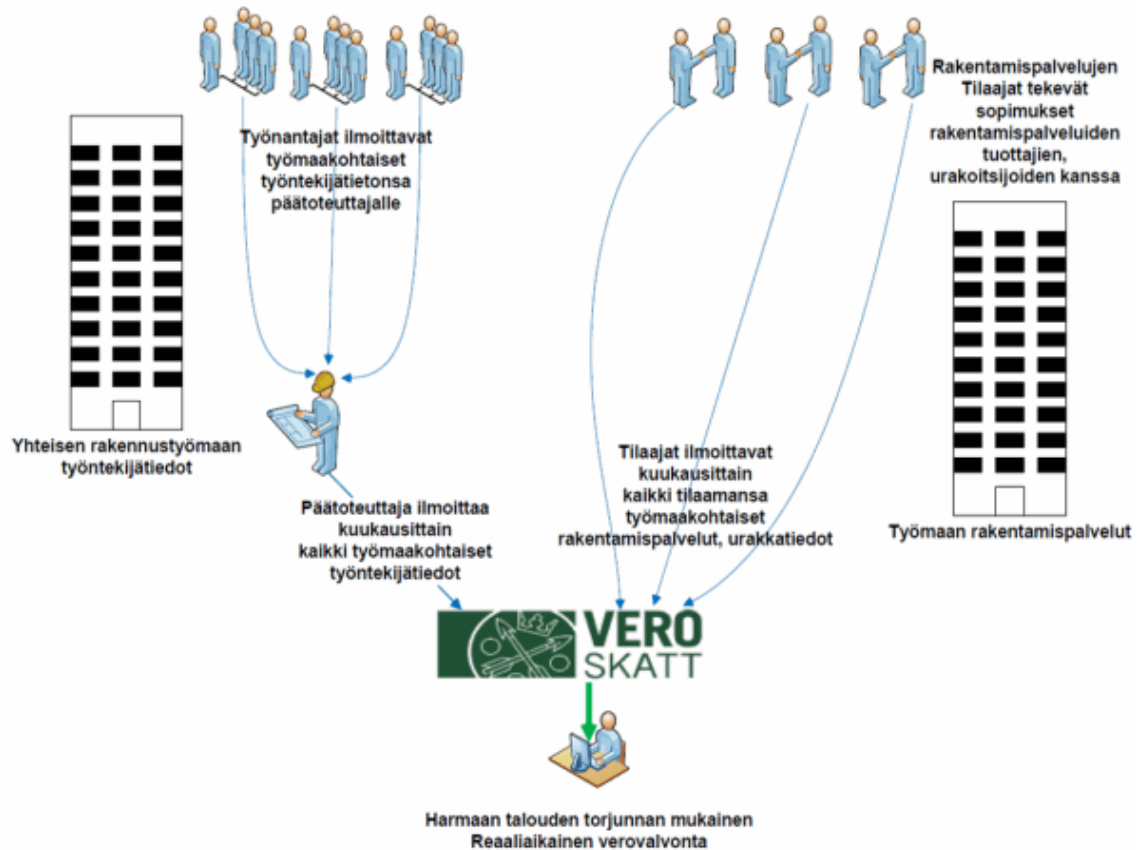 Työnantajat ilmoittavat
työmaakohtaiset
työntekijätietonsa
päätoteuttajalle
Rakentamispalvelujen
Tilaajat tekevät
sopimukset
rakentamispalveluiden
tuottajien,
urakoitsijoiden kanssa
Yhteisen rakennustyömaan
työntekijätiedot
Päätoteuttaja ilmoittaa
kuukausittain
kaikki työmaakohtaiset
työntekijätiedot
Tilaajat ilmoittavat
kuukausittain
kaikki tilaamansa
työmaakohtaiset
rakentamispalvelut, urakkatiedot
Työmaan rakentamispalvelut
VERO
SKATT
Harmaan talouden torjunnan mukainen
Reaaliaikainen verovalvonta